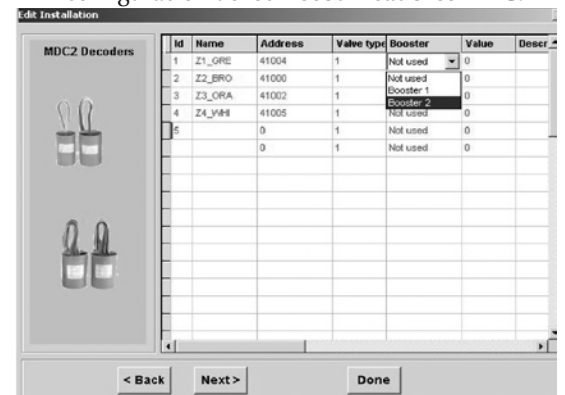 Edit Installation
MDC2 Decoders
Id Name Address Valve type Booster Value Descr
1 Z1_GRE 41004 1 Not used 0
2 Z2_BRO 41000 1 Not used 0
Booster 1
3 Z3_ORA 41002 1 Booster 2 0
4 Z4_WHI 41005 1 Not used 0
5 0 1 Not used 0
0 1 Not used 0
< Back Next > Done